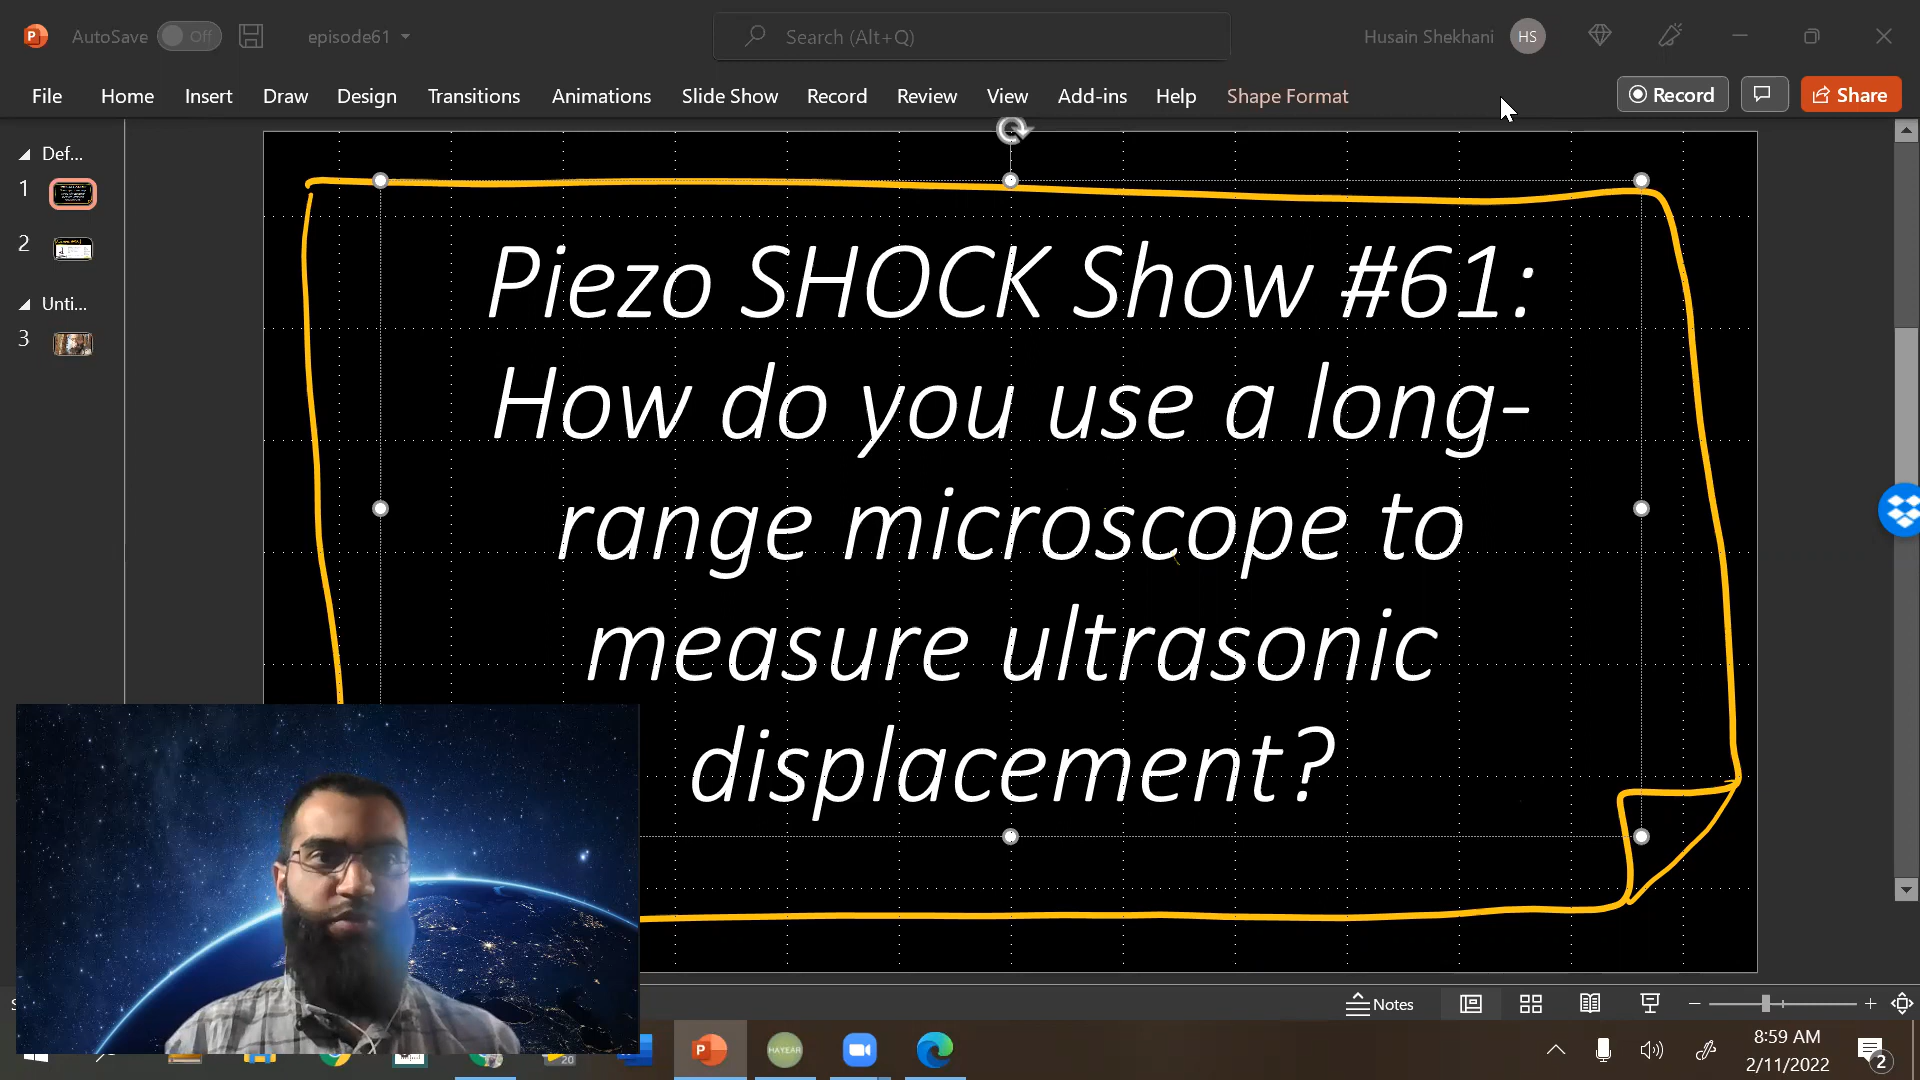 AutoSave Off episode61 Search (Alt+Q) Husain Shekhani HS
File Home Insert Draw Design Transitions Animations Slide Show Record Review View Add-ins Help Shape Format Record Share
Def...
1
2
Unti...
3
Piezo SHOCK Show #61:
How do you use a long-
range microscope to
measure ultrasonic
displacement?
Notes
HAYEAR
20
8:59 AM
2/11/2022
2